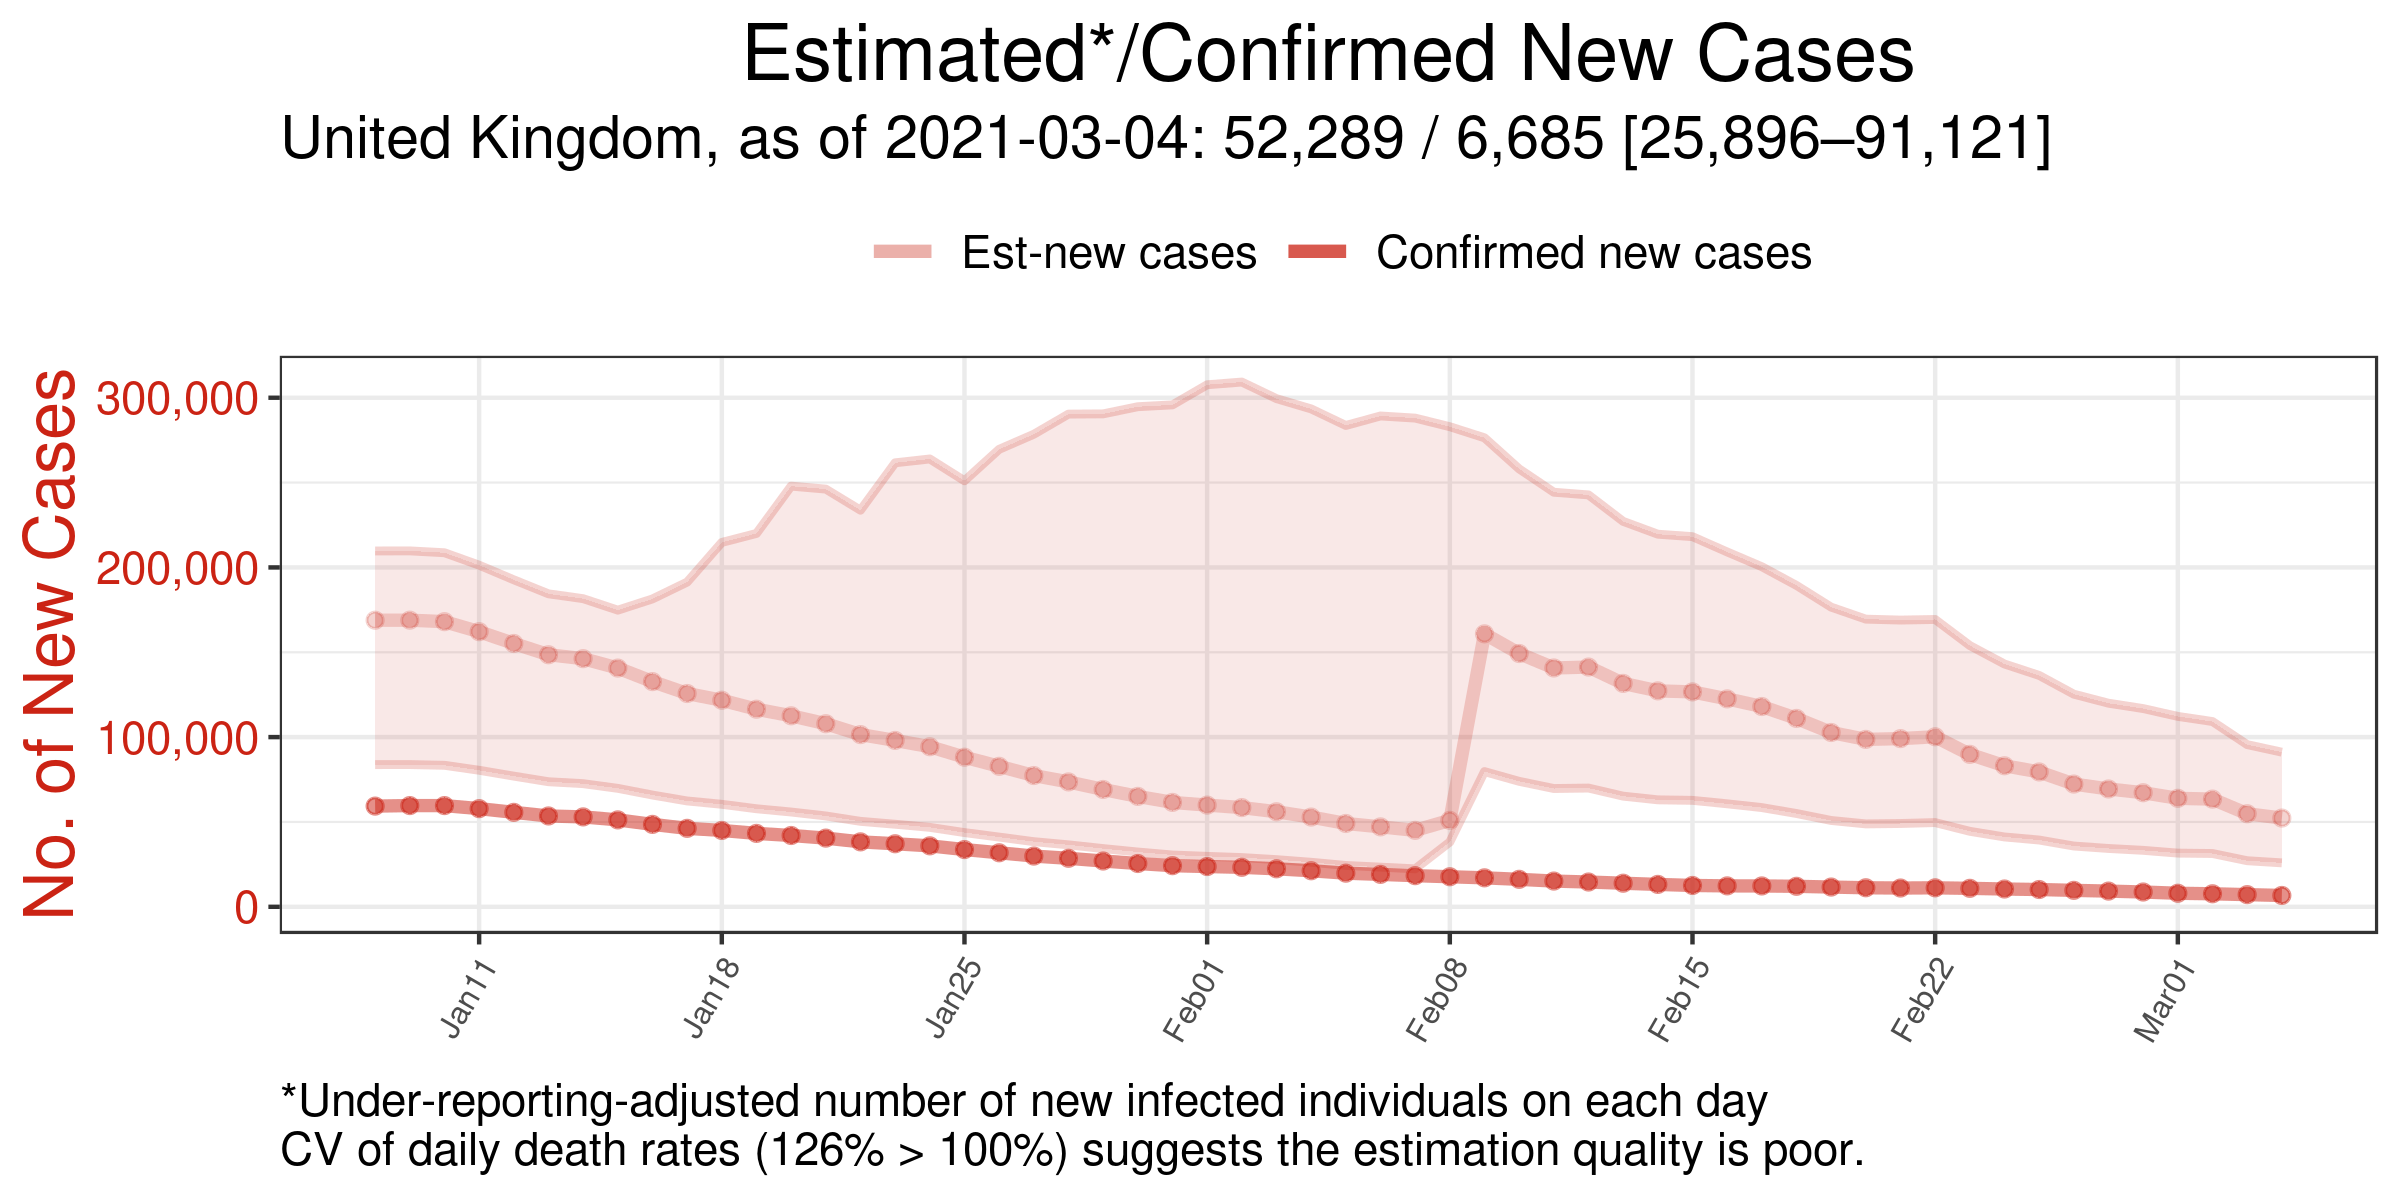 Estimated*/Confirmed New Cases
United Kingdom, as of 2021-03-04: 52,289 / 6,685 [25,896–91,121]
Est-new cases
Confirmed new cases
No. of New Cases
300,000
200,000
100,000
0
Jan11
Jan18
Jan25
Feb01
Feb08
Feb15
Feb22
Mar01
*Under-reporting-adjusted number of new infected individuals on each day
CV of daily death rates (126% > 100%) suggests the estimation quality is poor.